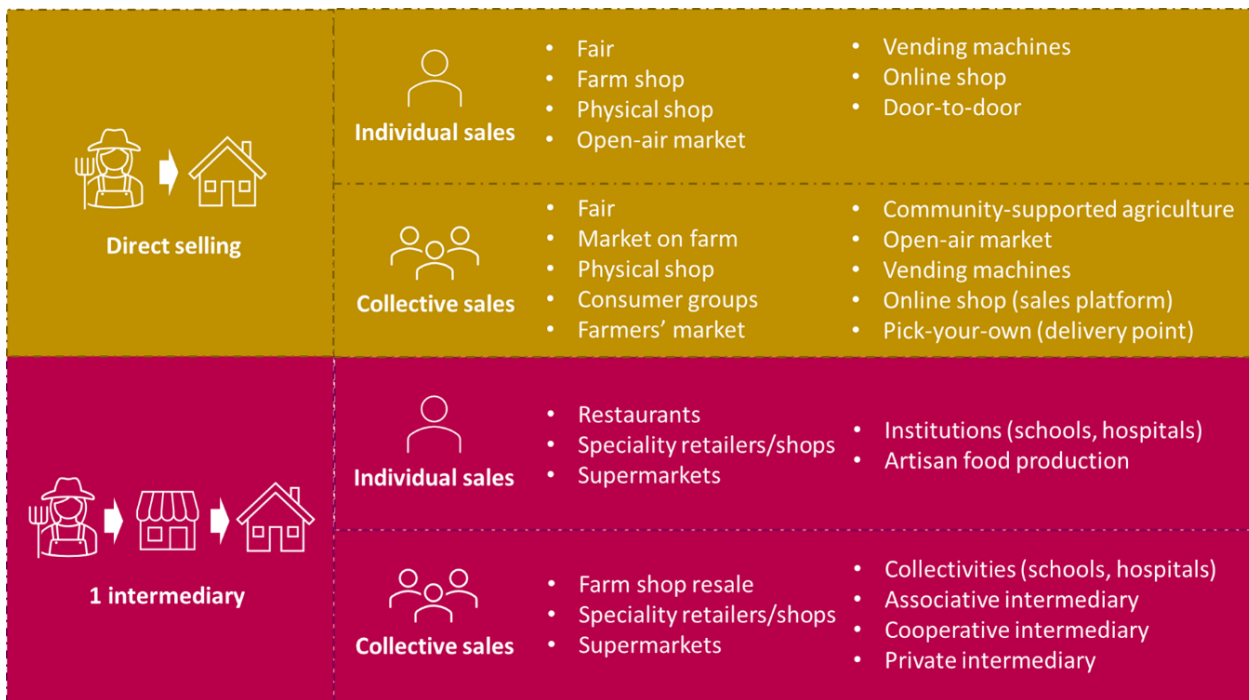 Direct selling
Individual sales
• Fair
• Farm shop
• Physical shop
• Open-air market
• Vending machines
• Online shop
• Door-to-door
Collective sales
• Fair
• Market on farm
• Physical shop
• Consumer groups
• Farmers’ market
• Community-supported agriculture
• Open-air market
• Vending machines
• Online shop (sales platform)
• Pick-your-own (delivery point)
1 intermediary
Individual sales
• Restaurants
• Speciality retailers/shops
• Supermarkets
• Institutions (schools, hospitals)
• Artisan food production
Collective sales
• Farm shop resale
• Speciality retailers/shops
• Supermarkets
• Collectivities (schools, hospitals)
• Associative intermediary
• Cooperative intermediary
• Private intermediary